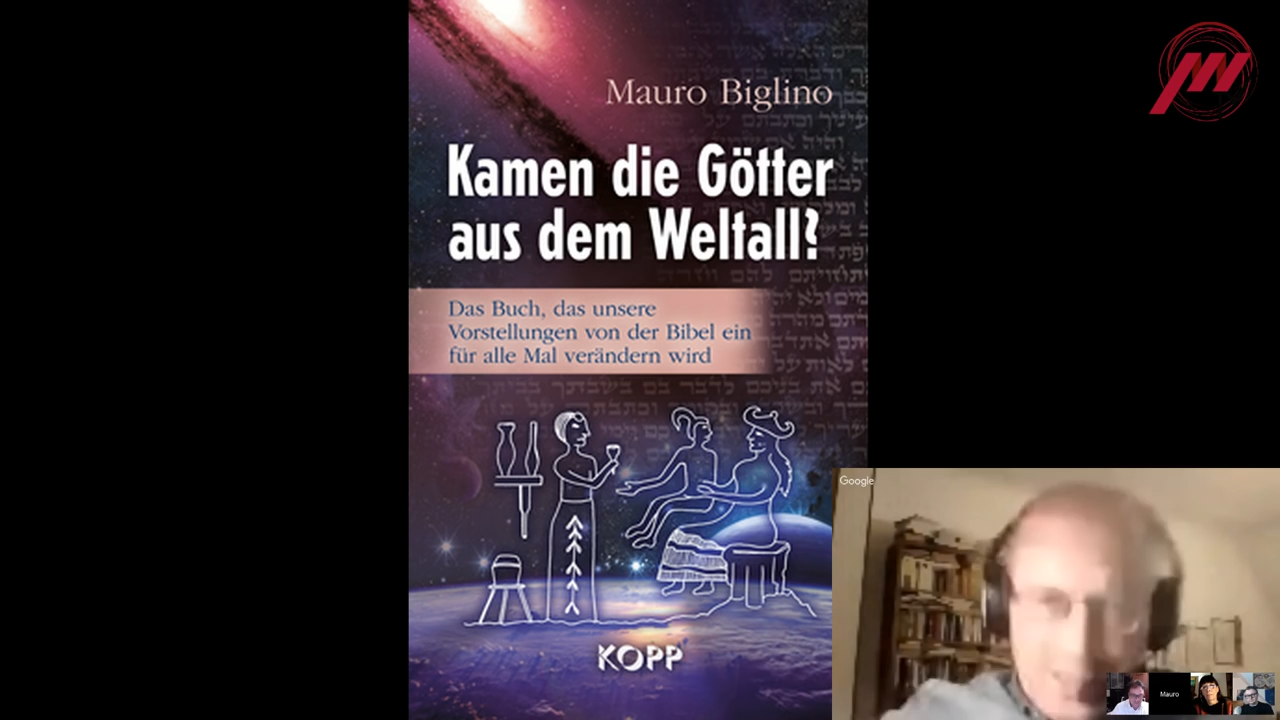 Mauro Biglino
Kamen die Götter
aus dem Weltall?
Das Buch, das unsere
Vorstellungen von der Bibel ein
für alle Mal verändern wird
KOPP
Google
Mauro